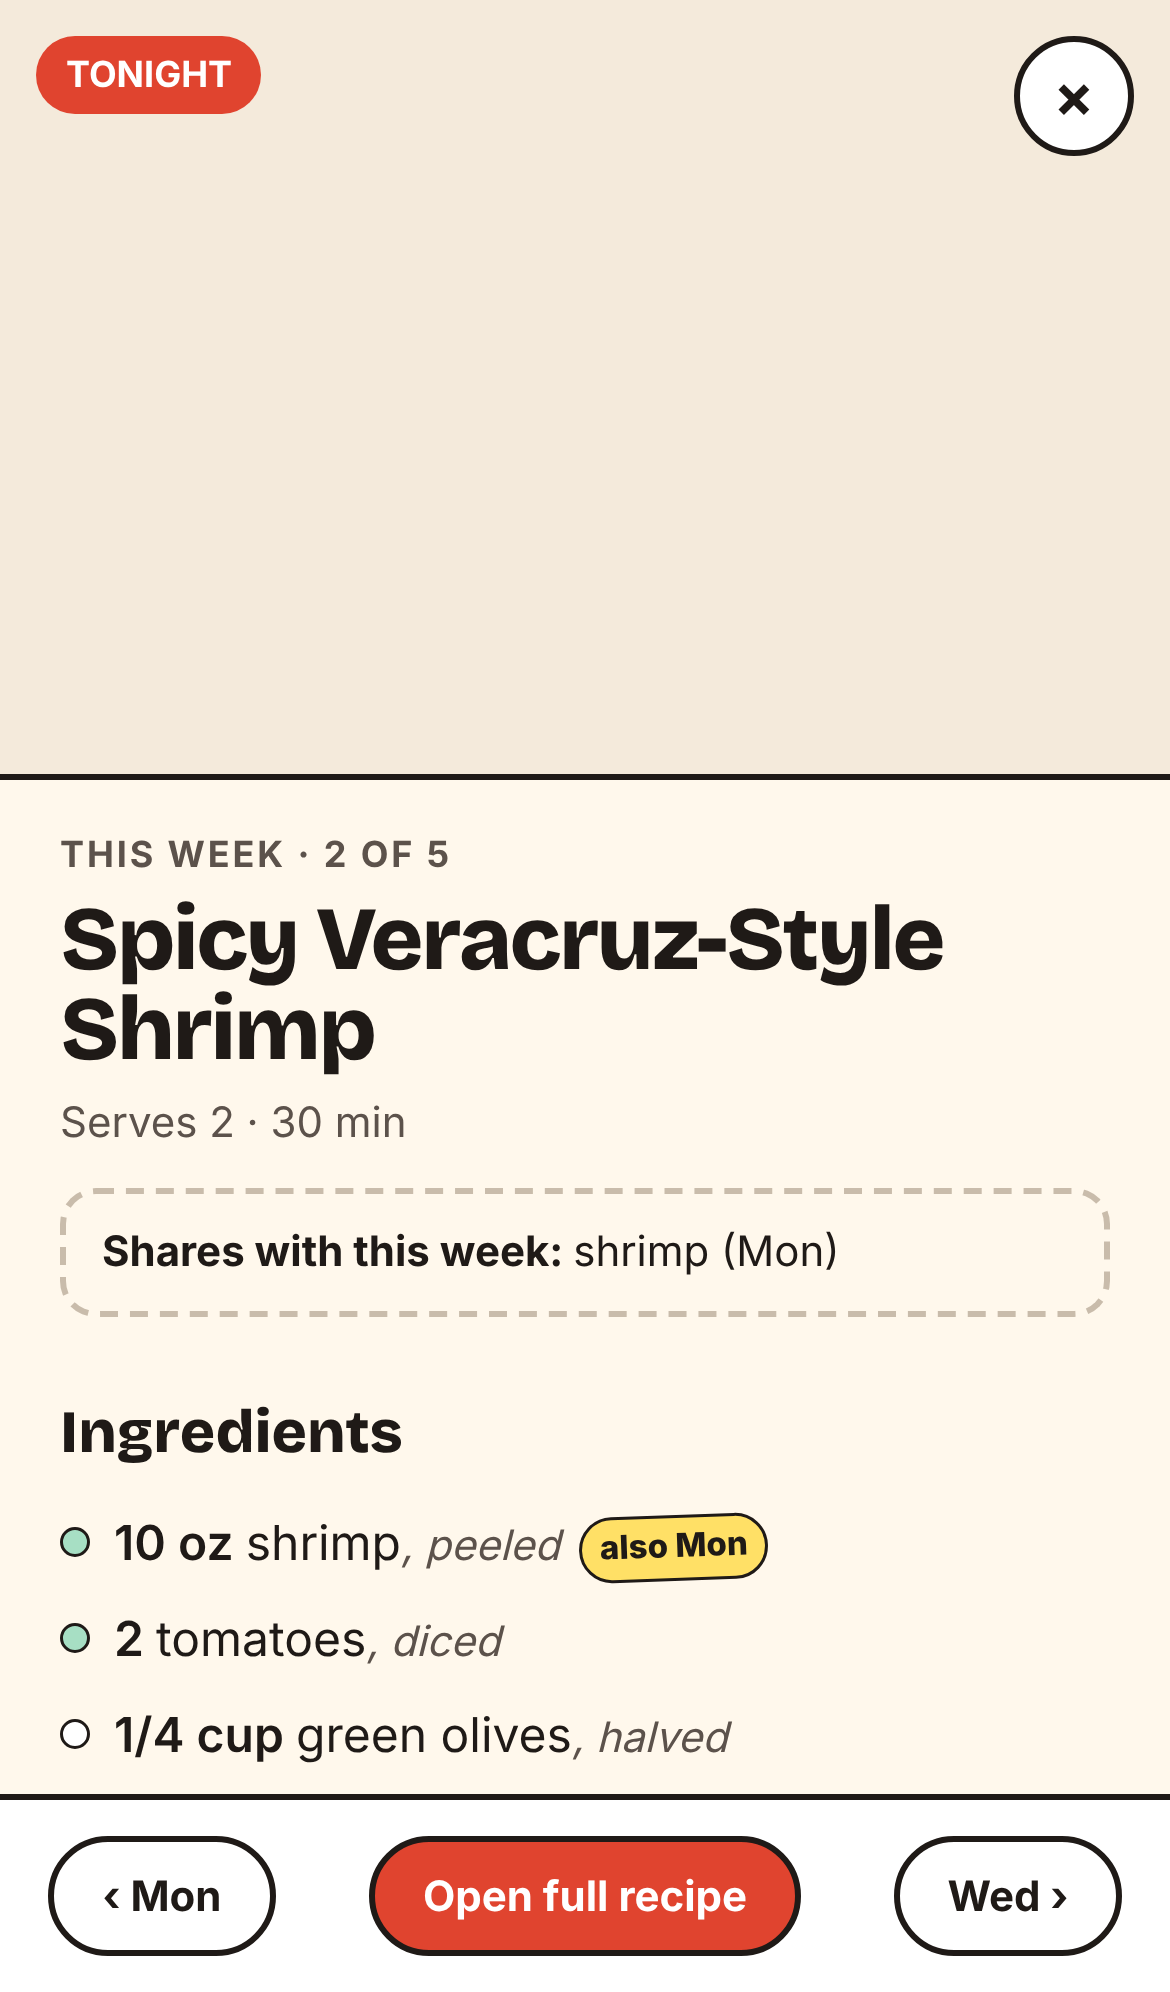 TONIGHT
×
THIS WEEK · 2 OF 5
Spicy Veracruz-Style
Shrimp
Serves 2 · 30 min
Shares with this week: shrimp (Mon)
Ingredients
10 oz shrimp, peeled also Mon
2 tomatoes, diced
1/4 cup green olives, halved
‹ Mon
Open full recipe
Wed ›